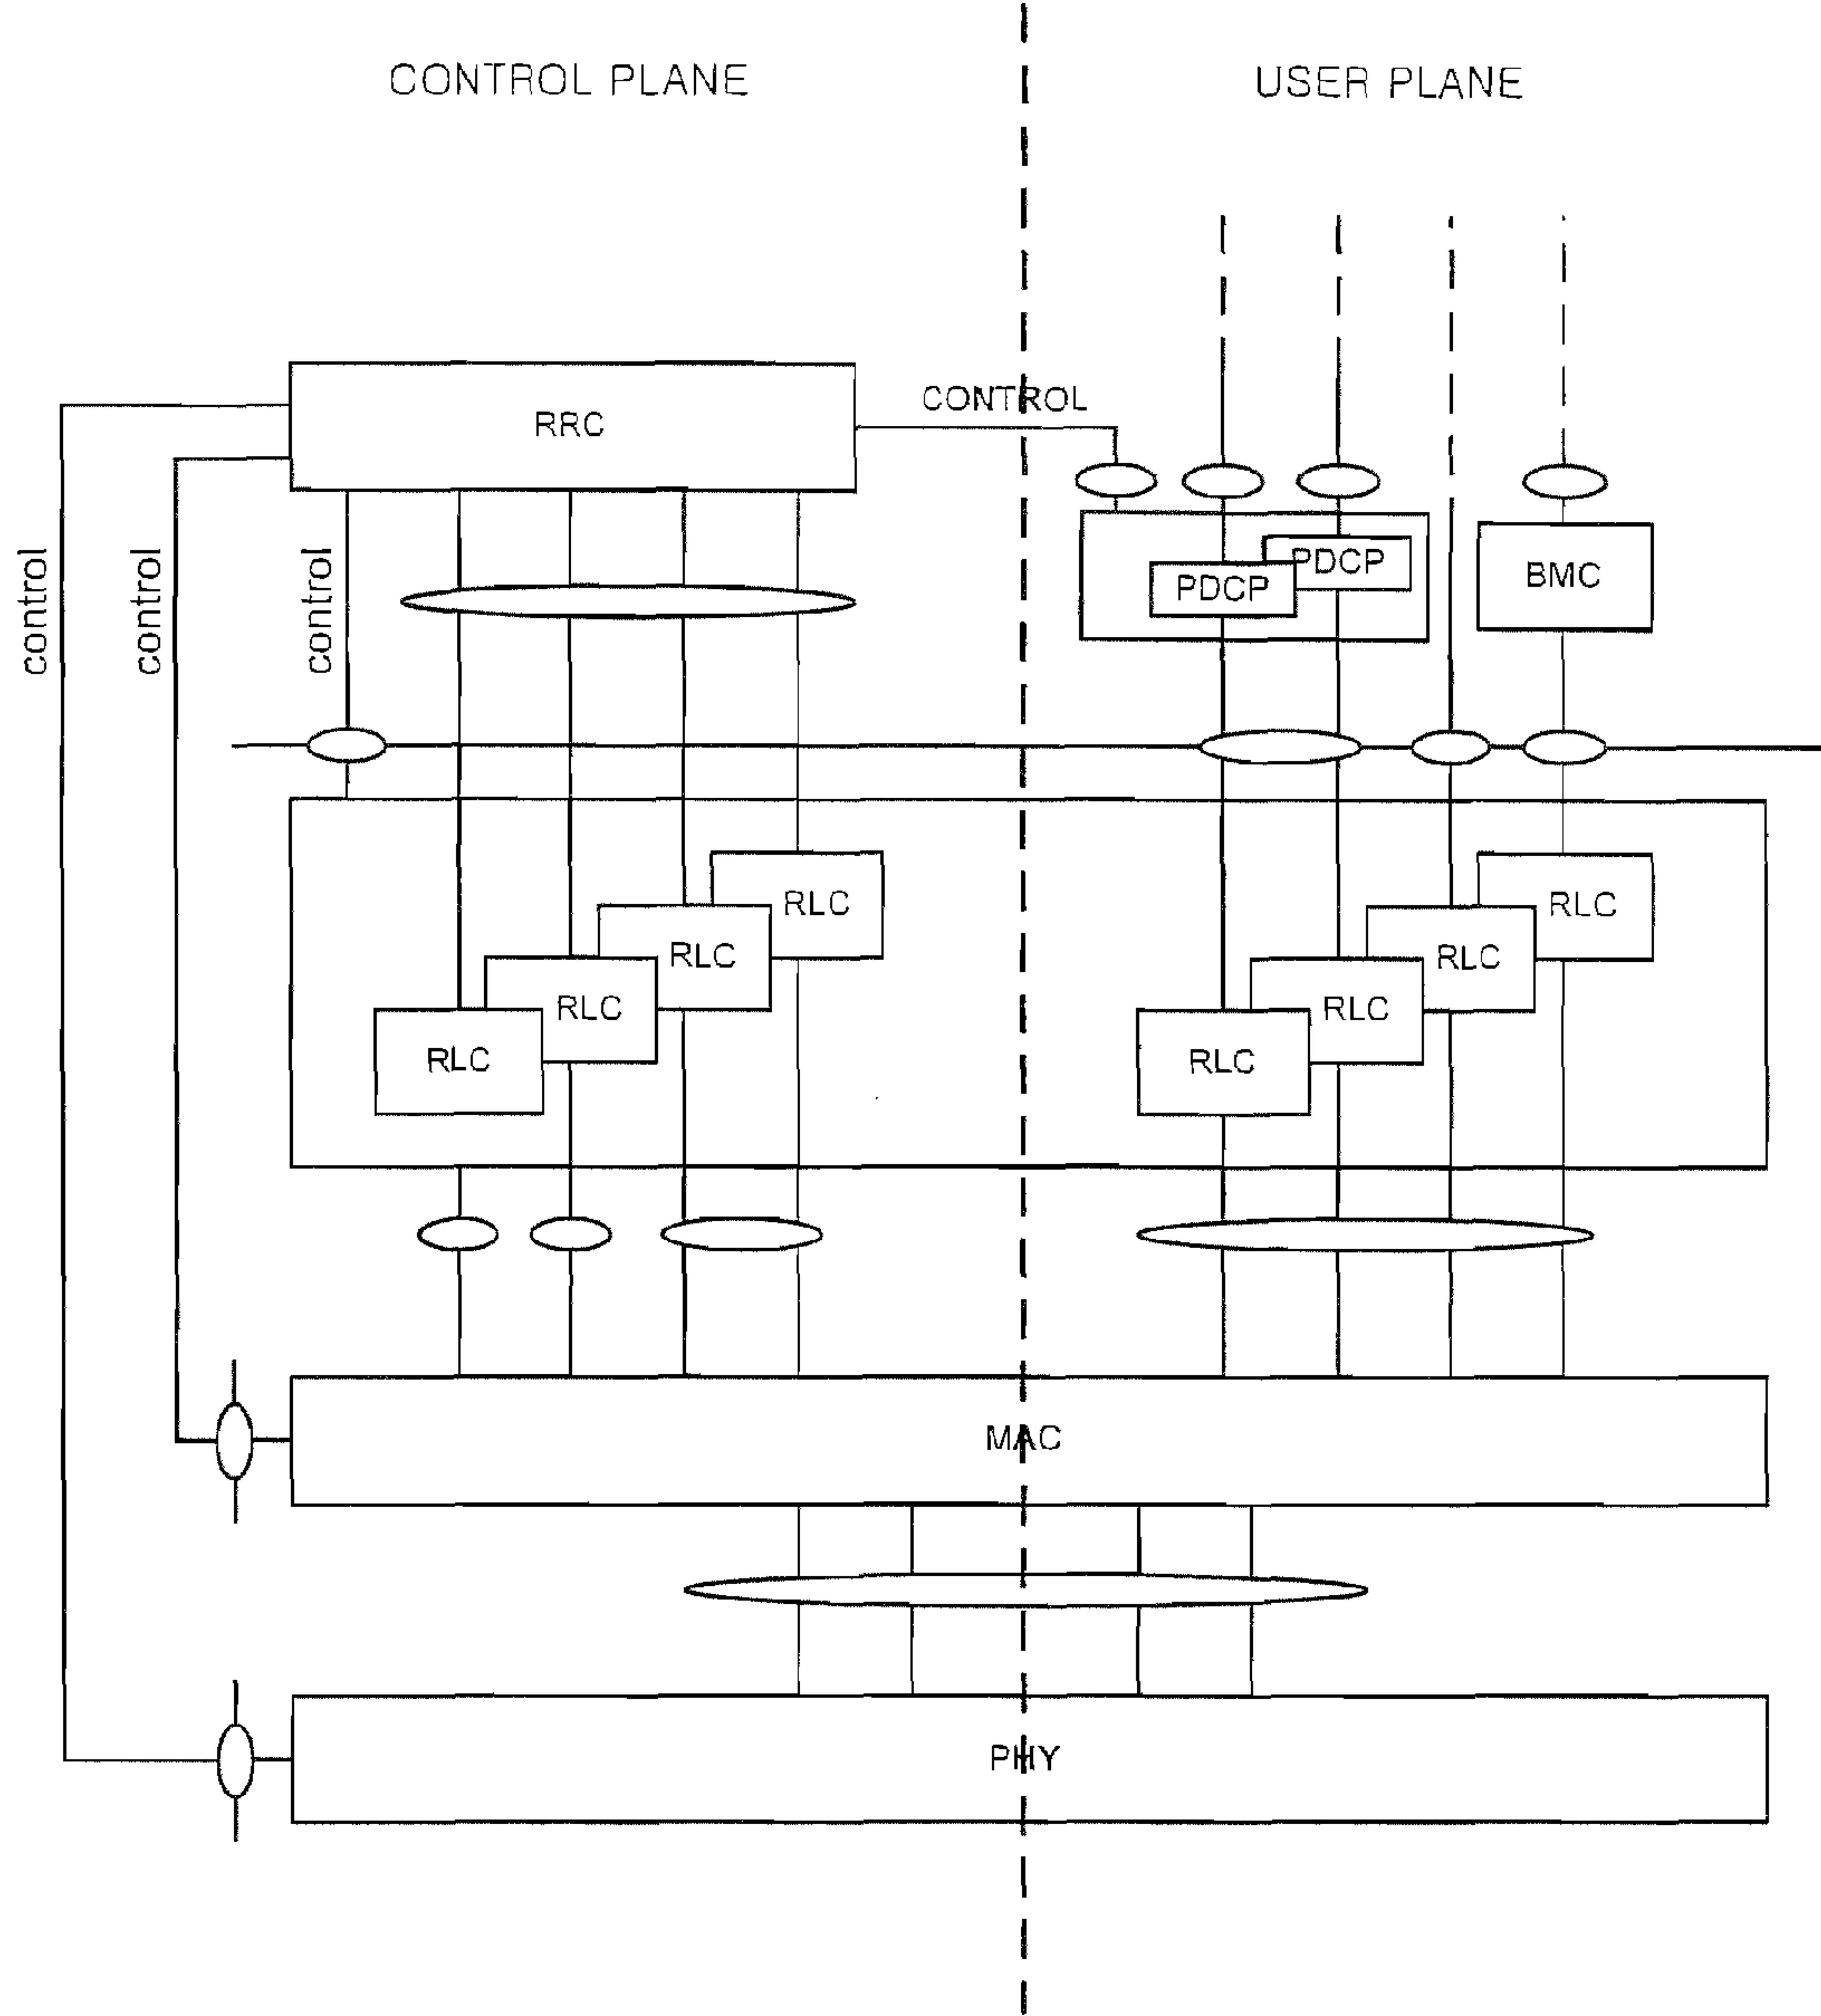 CONTROL PLANE
USER PLANE
CONTROL
RRC
control
control
control
PDCP
PDCP
BMC
RLC
RLC
RLC
RLC
RLC
RLC
RLC
RLC
MAC
PHY